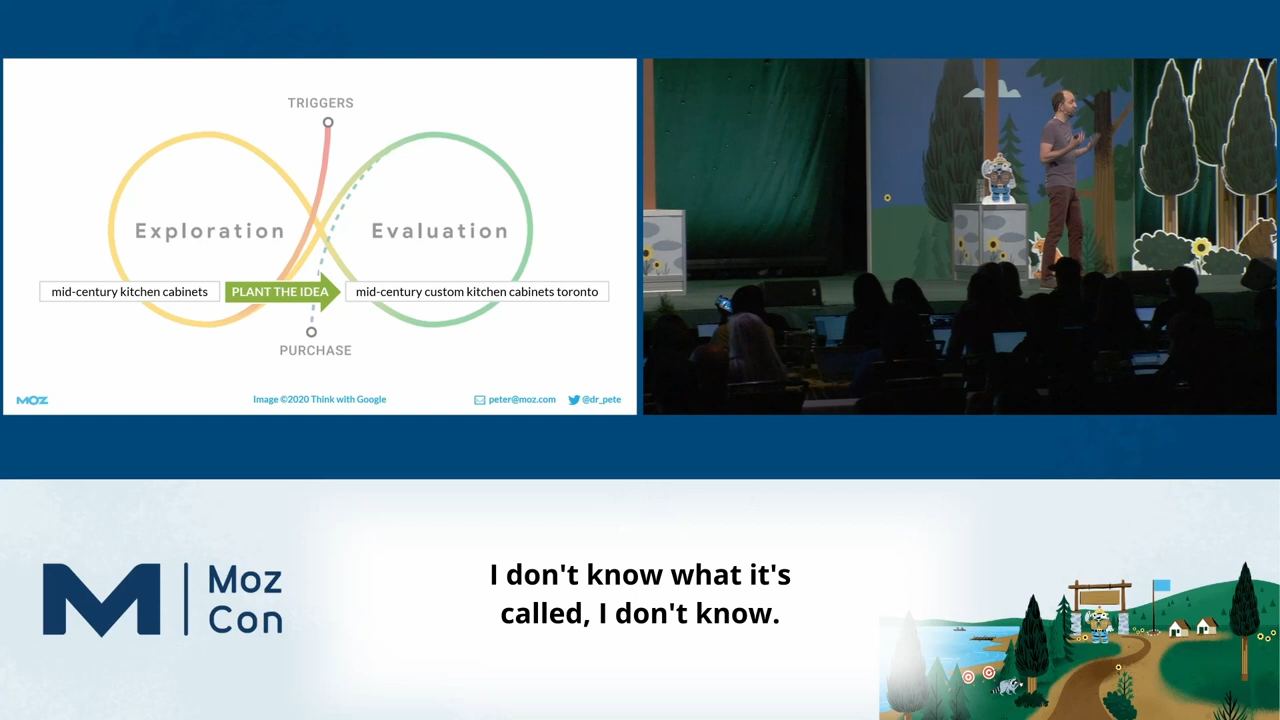 TRIGGERS
Exploration
Evaluation
mid-century kitchen cabinets
PLANT THE IDEA
mid-century custom kitchen cabinets toronto
PURCHASE
MOZ
Image ©2020 Think with Google
peter@moz.com
@dr_pete
Moz
Con
I don't know what it's
called, I don't know.